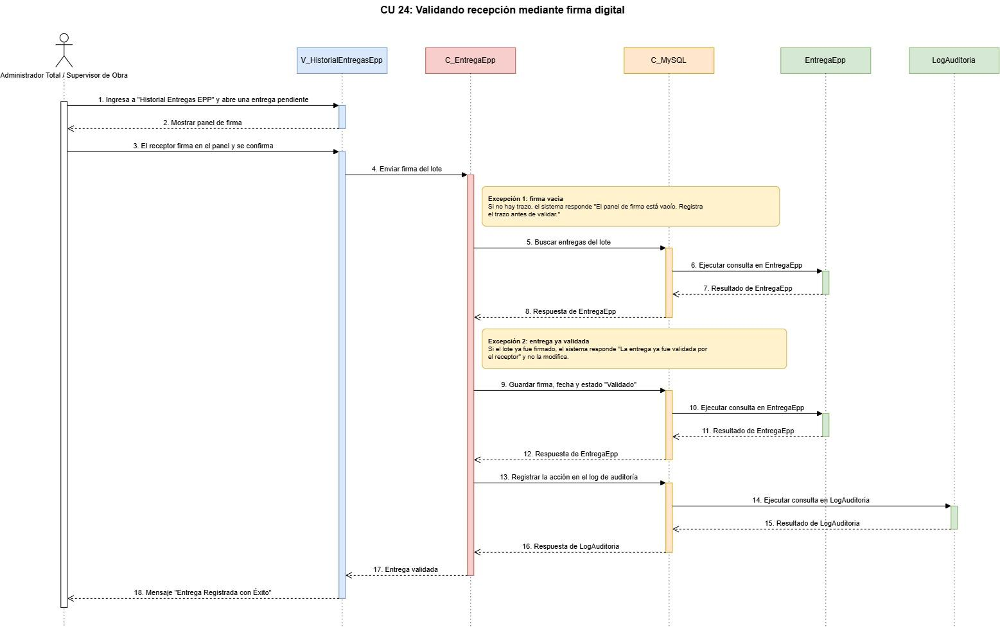 CU 24: Validando recepción mediante firma digital
Administrador Total / Supervisor de Obra
V_HistorialEntregasEpp
C_EntregaEpp
C_MySQL
EntregaEpp
LogAuditoria
1. Ingresa a "Historial Entregas EPP" y abre una entrega pendiente
2. Mostrar panel de firma
3. El receptor firma en el panel y se confirma
4. Enviar firma del lote
Excepción 1: firma vacía
Si no hay trazo, el sistema responde "El panel de firma está vacío. Registra
el trazo antes de validar."
5. Buscar entregas del lote
6. Ejecutar consulta en EntregaEpp
7. Resultado de EntregaEpp
8. Respuesta de EntregaEpp
Excepción 2: entrega ya validada
Si el lote ya fue firmado, el sistema responde "La entrega ya fue validada por
el receptor" y no la modifica.
9. Guardar firma, fecha y estado "Validado"
10. Ejecutar consulta en EntregaEpp
11. Resultado de EntregaEpp
12. Respuesta de EntregaEpp
13. Registrar la acción en el log de auditoría
14. Ejecutar consulta en LogAuditoria
15. Resultado de LogAuditoria
16. Respuesta de LogAuditoria
17. Entrega validada
18. Mensaje "Entrega Registrada con Éxito"